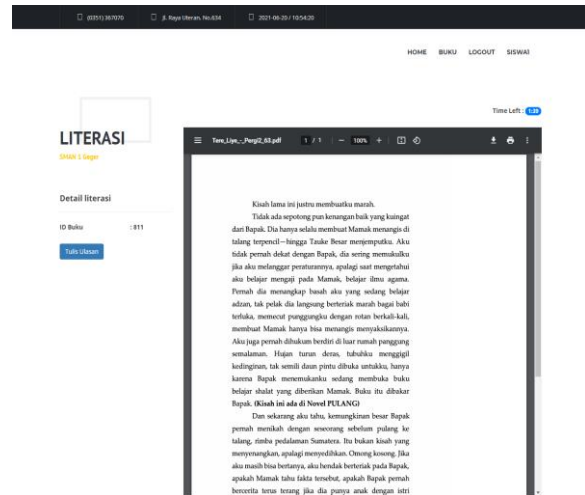 (0351) 387070 Jl. Raya Uteran. No.634 2021-06-20 / 10:54:20
HOME BUKU LOGOUT SISWA1
Time Left : 1:39
LITERASI
SMAN 1 Geger
Tere_Liye_-_Pergi2_63.pdf 1 / 1 100%
Detail literasi
ID Buku : 811
Tulis Ulasan
Kisah lama ini justru membuatku marah.
Tidak ada sepotong pun kenangan baik yang kuingat
dari Bapak. Dia hanya selalu membuat Mamak menangis di
talang terpencil—hingga Tauke Besar menjemputku. Aku
tidak pernah dekat dengan Bapak, dia sering memukulku
jika aku melanggar peraturannya, apalagi saat mengetahui
aku belajar mengaji pada Mamak, belajar ilmu agama.
Pernah dia menangkap basah aku yang sedang belajar
adzan, tak pelak dia langsung berteriak marah bagai babi
terluka, memecut punggungku dengan rotan berkali-kali,
membuat Mamak hanya bisa menangis menyaksikannya.
Aku juga pernah dihukum berdiri di luar rumah panggung
semalaman. Hujan turun deras, tubuhku menggigil
kedinginan, tak semili daun pintu dibuka untukku, hanya
karena Bapak menemukanku sedang membuka buku
belajar shalat yang diberikan Mamak. Buku itu dibakar
Bapak. (Kisah ini ada di Novel PULANG)
Dan sekarang aku tahu, kemungkinan besar Bapak
pernah menikah dengan seseorang sebelum pulang ke
talang, rimba pedalaman Sumatera. Itu bukan kisah yang
menyenangkan, apalagi menyedihkan. Omong kosong. Jika
aku masih bisa bertanya, aku hendak berteriak pada Bapak,
apakah Mamak tahu fakta tersebut, apakah Bapak pernah
bercerita terus terang jika dia punya anak dengan istri